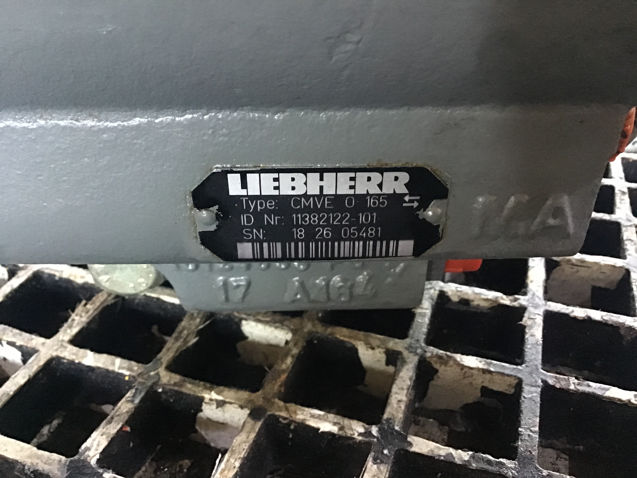 LIEBHERR
Type: CMVE 0 165 ⇆
ID Nr: 11382122-101
SN: 18 26 05481
17 A164